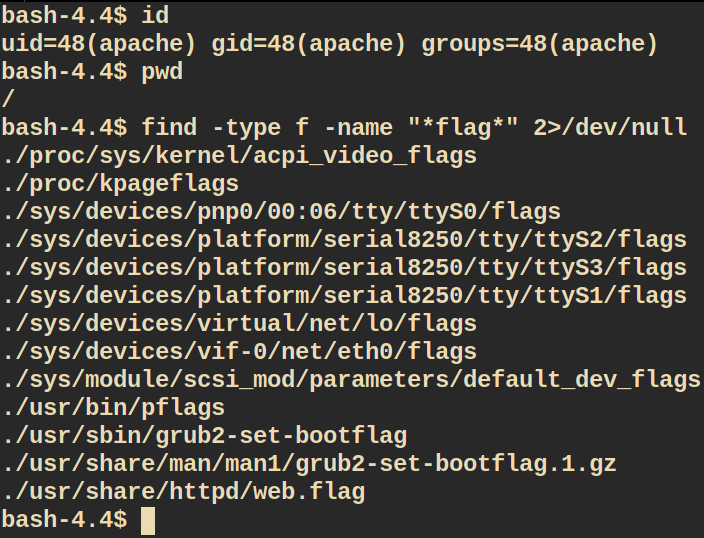 bash-4.4$ id
uid=48(apache) gid=48(apache) groups=48(apache)
bash-4.4$ pwd
/
bash-4.4$ find -type f -name "*flag*" 2>/dev/null
./proc/sys/kernel/acpi_video_flags
./proc/kpageflags
./sys/devices/pnp0/00:06/tty/ttyS0/flags
./sys/devices/platform/serial8250/tty/ttyS2/flags
./sys/devices/platform/serial8250/tty/ttyS3/flags
./sys/devices/platform/serial8250/tty/ttyS1/flags
./sys/devices/virtual/net/lo/flags
./sys/devices/vif-0/net/eth0/flags
./sys/module/scsi_mod/parameters/default_dev_flags
./usr/bin/pflags
./usr/sbin/grub2-set-bootflag
./usr/share/man/man1/grub2-set-bootflag.1.gz
./usr/share/httpd/web.flag
bash-4.4$